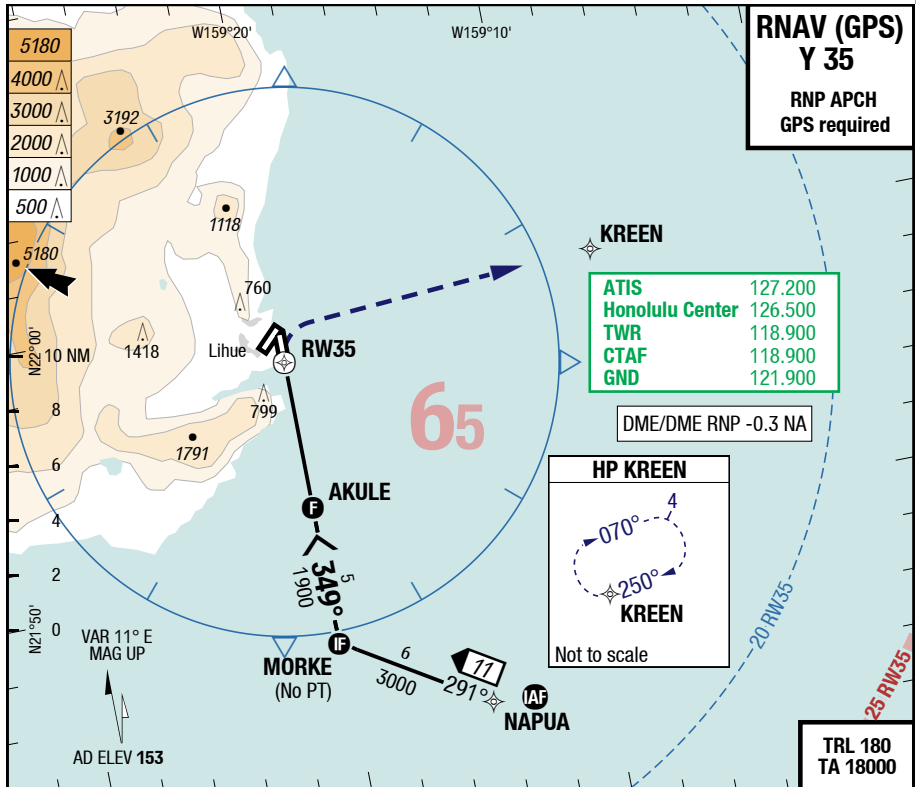 W159°20'
W159°10'
RNAV (GPS)
Y 35
RNP APCH
GPS required
5180
4000
3000
2000
1000
500
3192
1118
5180
KREEN
760
ATIS 127.200
Honolulu Center 126.500
TWR 118.900
CTAF 118.900
GND 121.900
N22°00'
10 NM
1418
Lihue
RW35
65
799
DME/DME RNP -0.3 NA
8
1791
6
HP KREEN
4
070°
250°
KREEN
Not to scale
AKULE
4
5
349°
1900
2
0
N21°50'
VAR 11° E
MAG UP
MORKE
(No PT)
6
3000
11
291°
NAPUA
F
IF
IAF
20 RW35
25 RW35
AD ELEV 153
TRL 180
TA 18000